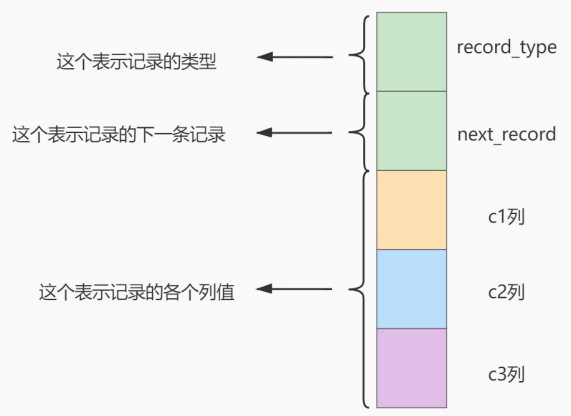 这个表示记录的类型
record_type
这个表示记录的下一条记录
next_record
c1列
这个表示记录的各个列值
c2列
c3列